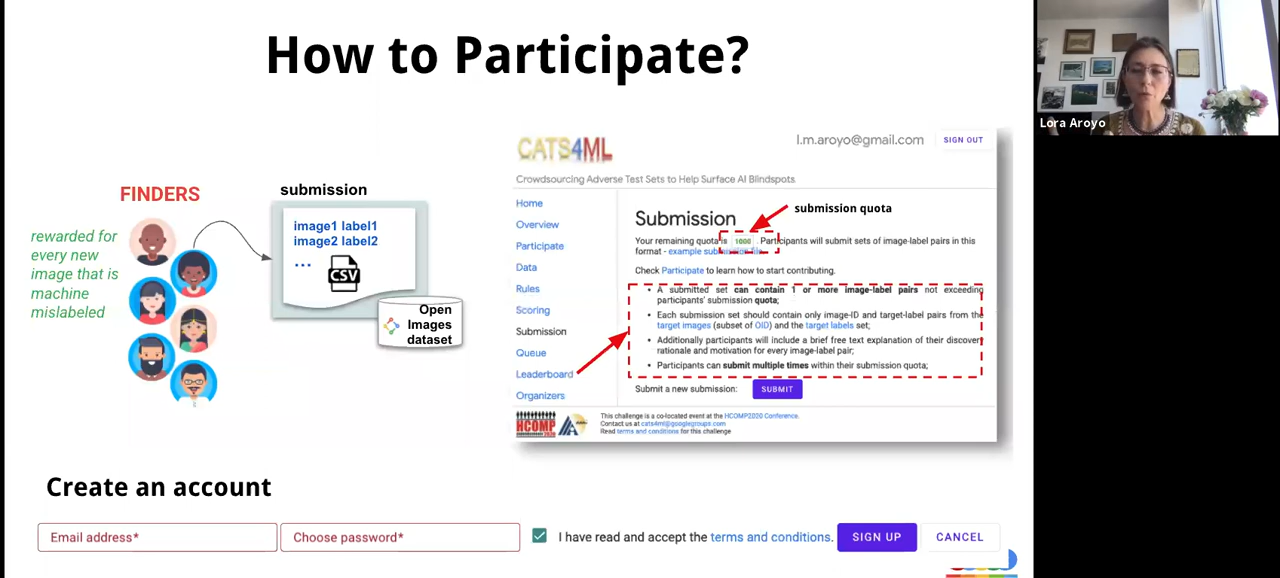 How to Participate?
FINDERS
rewarded for
every new
image that is
machine
mislabeled
submission
image1 label1
image2 label2
...
CSV
Open
Images
dataset
CATS4ML
l.m.aroyo@gmail.com
SIGN OUT
Crowdsourcing Adverse Test Sets to Help Surface AI Blindspots
Home
Overview
Participate
Data
Rules
Scoring
Submission
Queue
Leaderboard
Organizers
Submission
submission quota
Your remaining quota is 1000 . Participants will submit sets of image-label pairs in this
format - example submission file.
Check Participate to learn how to start contributing.
• A submitted set can contain 1 or more image-label pairs not exceeding
participants' submission quota;
• Each submission set should contain only image-ID and target-label pairs from the
target images (subset of OID) and the target labels set;
• Additionally participants will include a brief free text explanation of their discovery
rationale and motivation for every image-label pair;
• Participants can submit multiple times within their submission quota;
Submit a new submission:
SUBMIT
HCOMP
This challenge is a co-located event at the HCOMP2020 Conference.
Contact us at cats4ml@googlegroups.com
Read terms and conditions for this challenge
Create an account
Email address*
Choose password*
I have read and accept the terms and conditions.
SIGN UP
CANCEL
Lora Aroyo